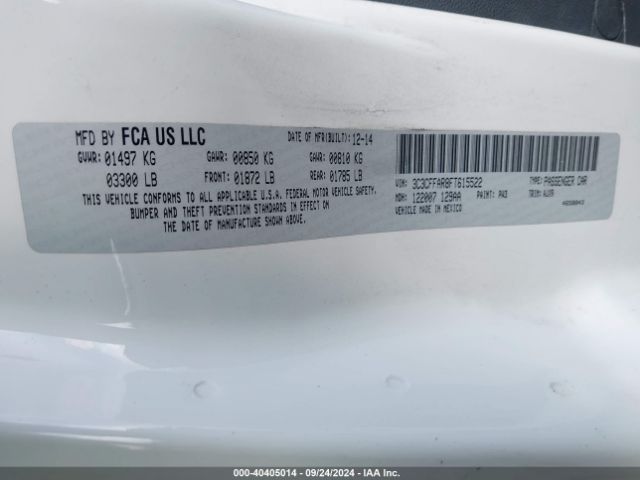 MFD BY FCA US LLC DATE OF MFR(BUILT): 12-14
GVWR: 01497 KG GAWR: 00850 KG GAWR: 00810 KG
03300 LB FRONT: 01872 LB REAR: 01785 LB
THIS VEHICLE CONFORMS TO ALL APPLICABLE U.S.A. FEDERAL MOTOR VEHICLE SAFETY,
BUMPER AND THEFT PREVENTION STANDARDS IN EFFECT ON
THE DATE OF MANUFACTURE SHOWN ABOVE.
VIN: 3C3CFFAR8FT615522 TYPE: PASSENGER CAR
MDH: 122007 129AA PAINT: PW3 TRIM:
VEHICLE MADE IN MEXICO
000-40405014 - 09/24/2024 - IAA Inc.